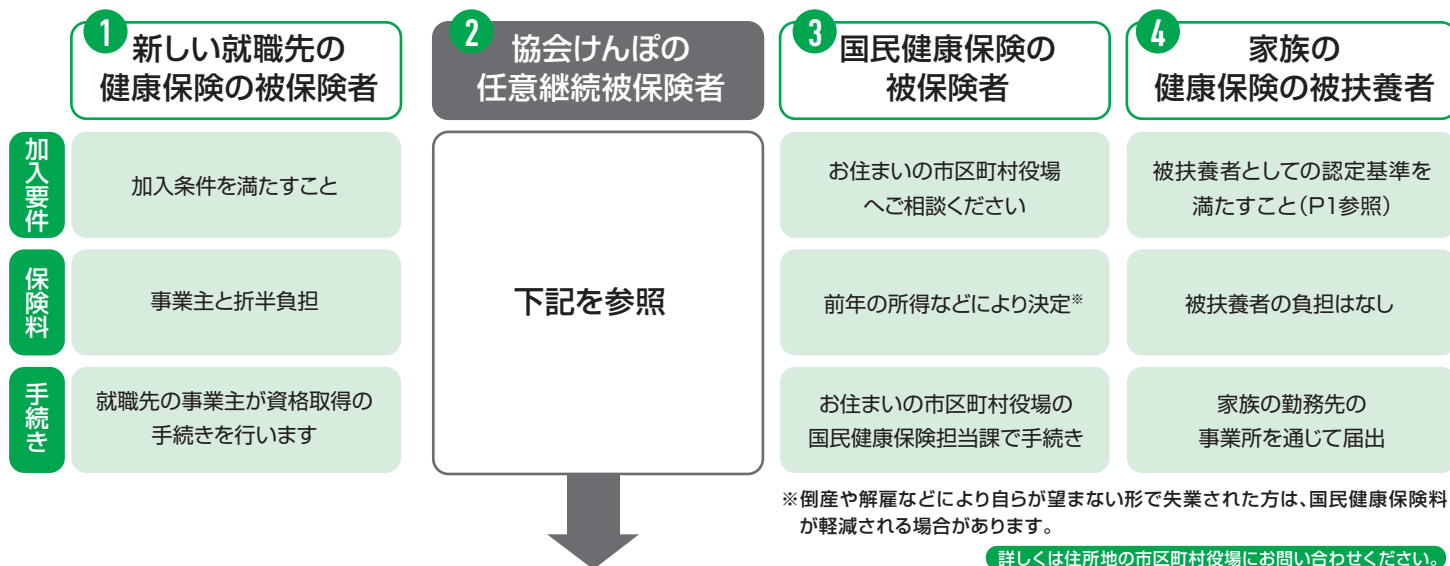 1
新しい就職先の
健康保険の被保険者
2
協会けんぽの
任意継続被保険者
3
国民健康保険の
被保険者
4
家族の
健康保険の被扶養者
加入要件
加入条件を満たすこと
お住まいの市区町村役場
へご相談ください
被扶養者としての認定基準を
満たすこと(P1参照)
保険料
事業主と折半負担
下記を参照
前年の所得などにより決定※
被扶養者の負担はなし
手続き
就職先の事業主が資格取得の
手続きを行います
お住まいの市区町村役場の
国民健康保険担当課で手続き
家族の勤務先の
事業所を通じて届出
※倒産や解雇などにより自らが望まない形で失業された方は、国民健康保険料
が軽減される場合があります。
詳しくは住所地の市区町村役場にお問い合わせください。